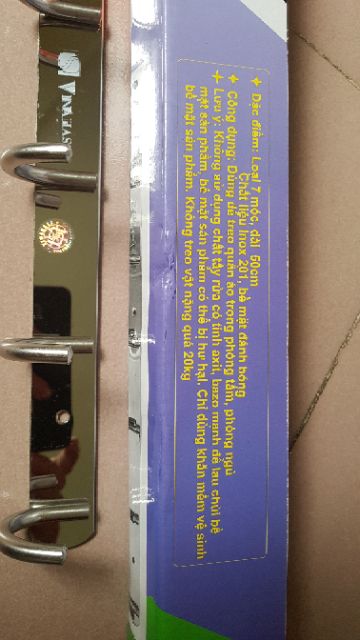 VINA HAS
+ Đặc điểm: Loại 7 móc, dài 60cm
Chất liệu Inox 201, bề mặt đánh bóng
+ Công dụng: Dùng để treo quần áo trong phòng tắm, phòng ngủ
+ Lưu ý: Không sử dụng chất tẩy rửa có tính axit, bazo mạnh để lau chùi bề
mặt sản phẩm, bề mặt sản phẩm có thể bị hư hại. Chỉ dùng khăn mềm vệ sinh
bề mặt sản phẩm. Không treo vật nặng quá 20kg